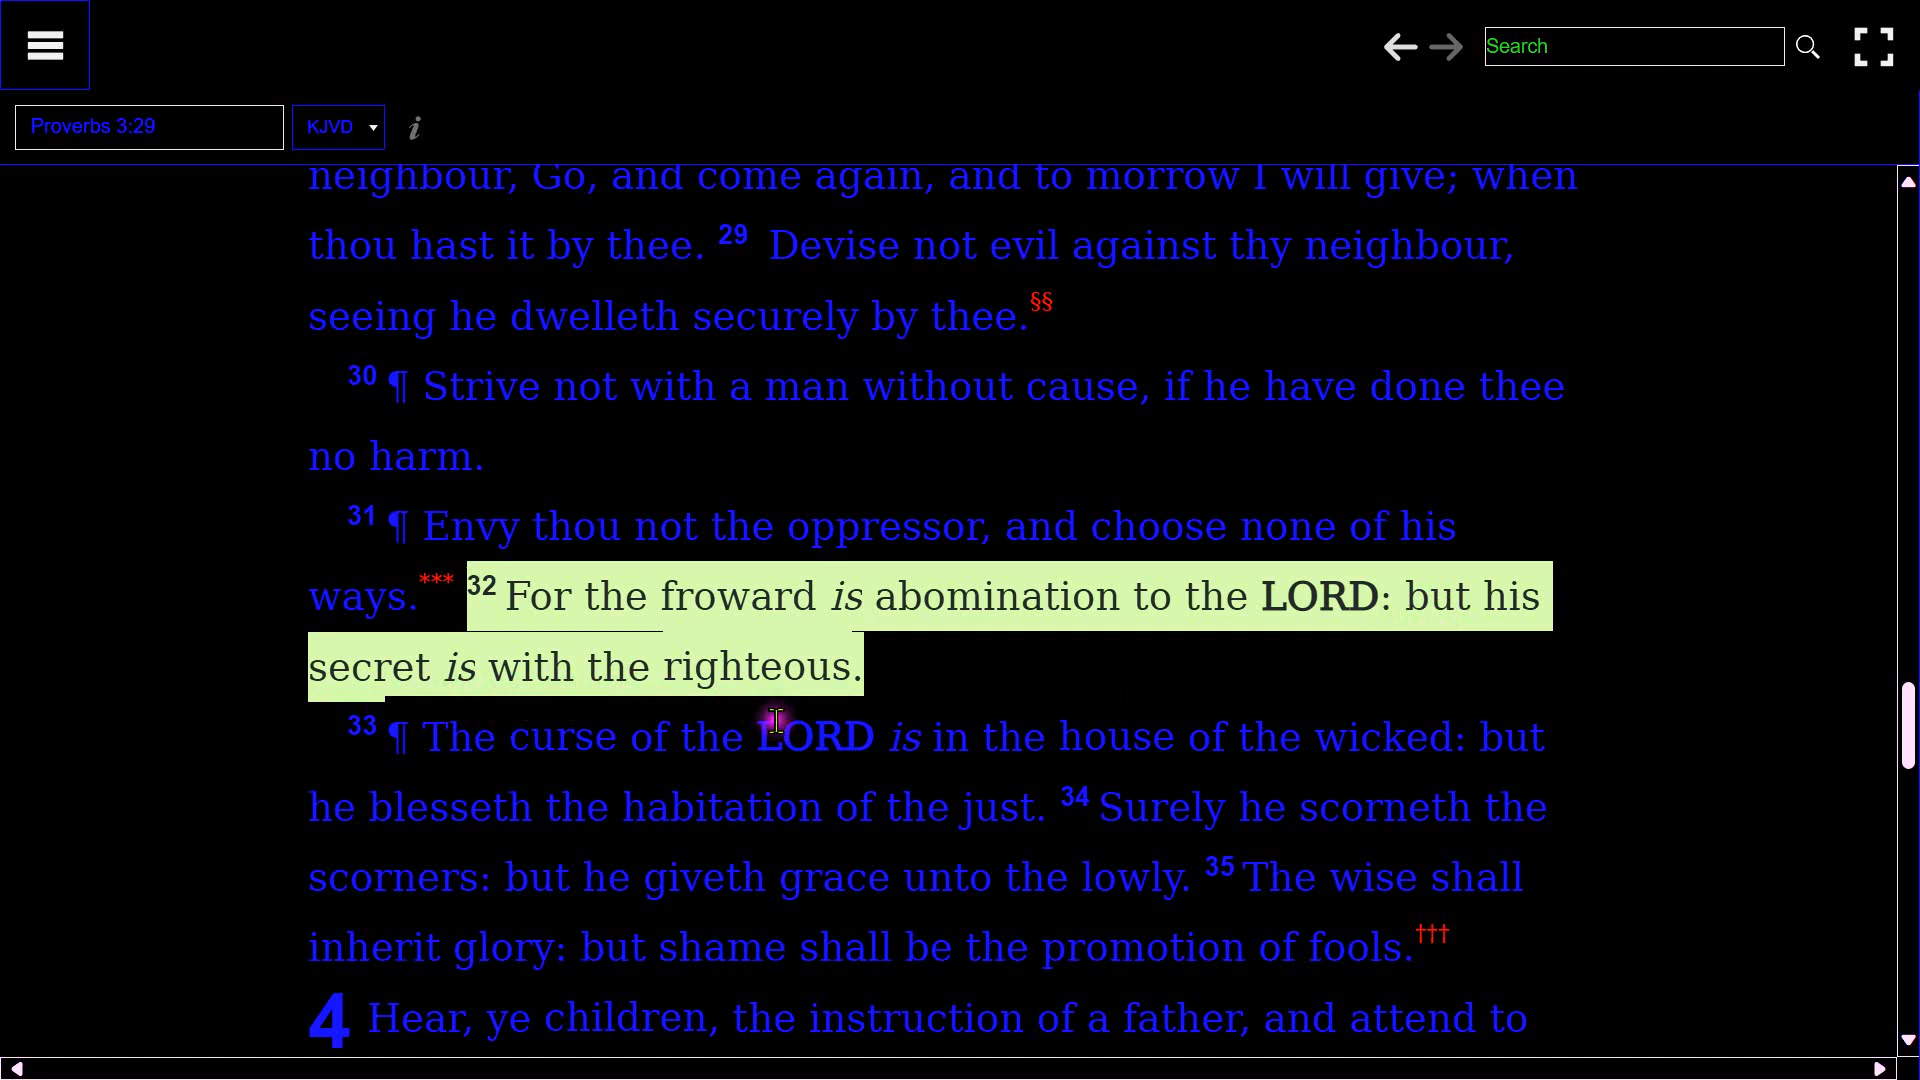 Search
Proverbs 3:29
KJVD
i
neighbour, Go, and come again, and to morrow I will give; when
thou hast it by thee. 29 Devise not evil against thy neighbour,
seeing he dwelleth securely by thee.§§
30 ¶ Strive not with a man without cause, if he have done thee
no harm.
31 ¶ Envy thou not the oppressor, and choose none of his
ways.*** 32 For the froward is abomination to the LORD: but his
secret is with the righteous.
33 ¶ The curse of the LORD is in the house of the wicked: but
he blesseth the habitation of the just. 34 Surely he scorneth the
scorners: but he giveth grace unto the lowly. 35 The wise shall
inherit glory: but shame shall be the promotion of fools.†††
4 Hear, ye children, the instruction of a father, and attend to